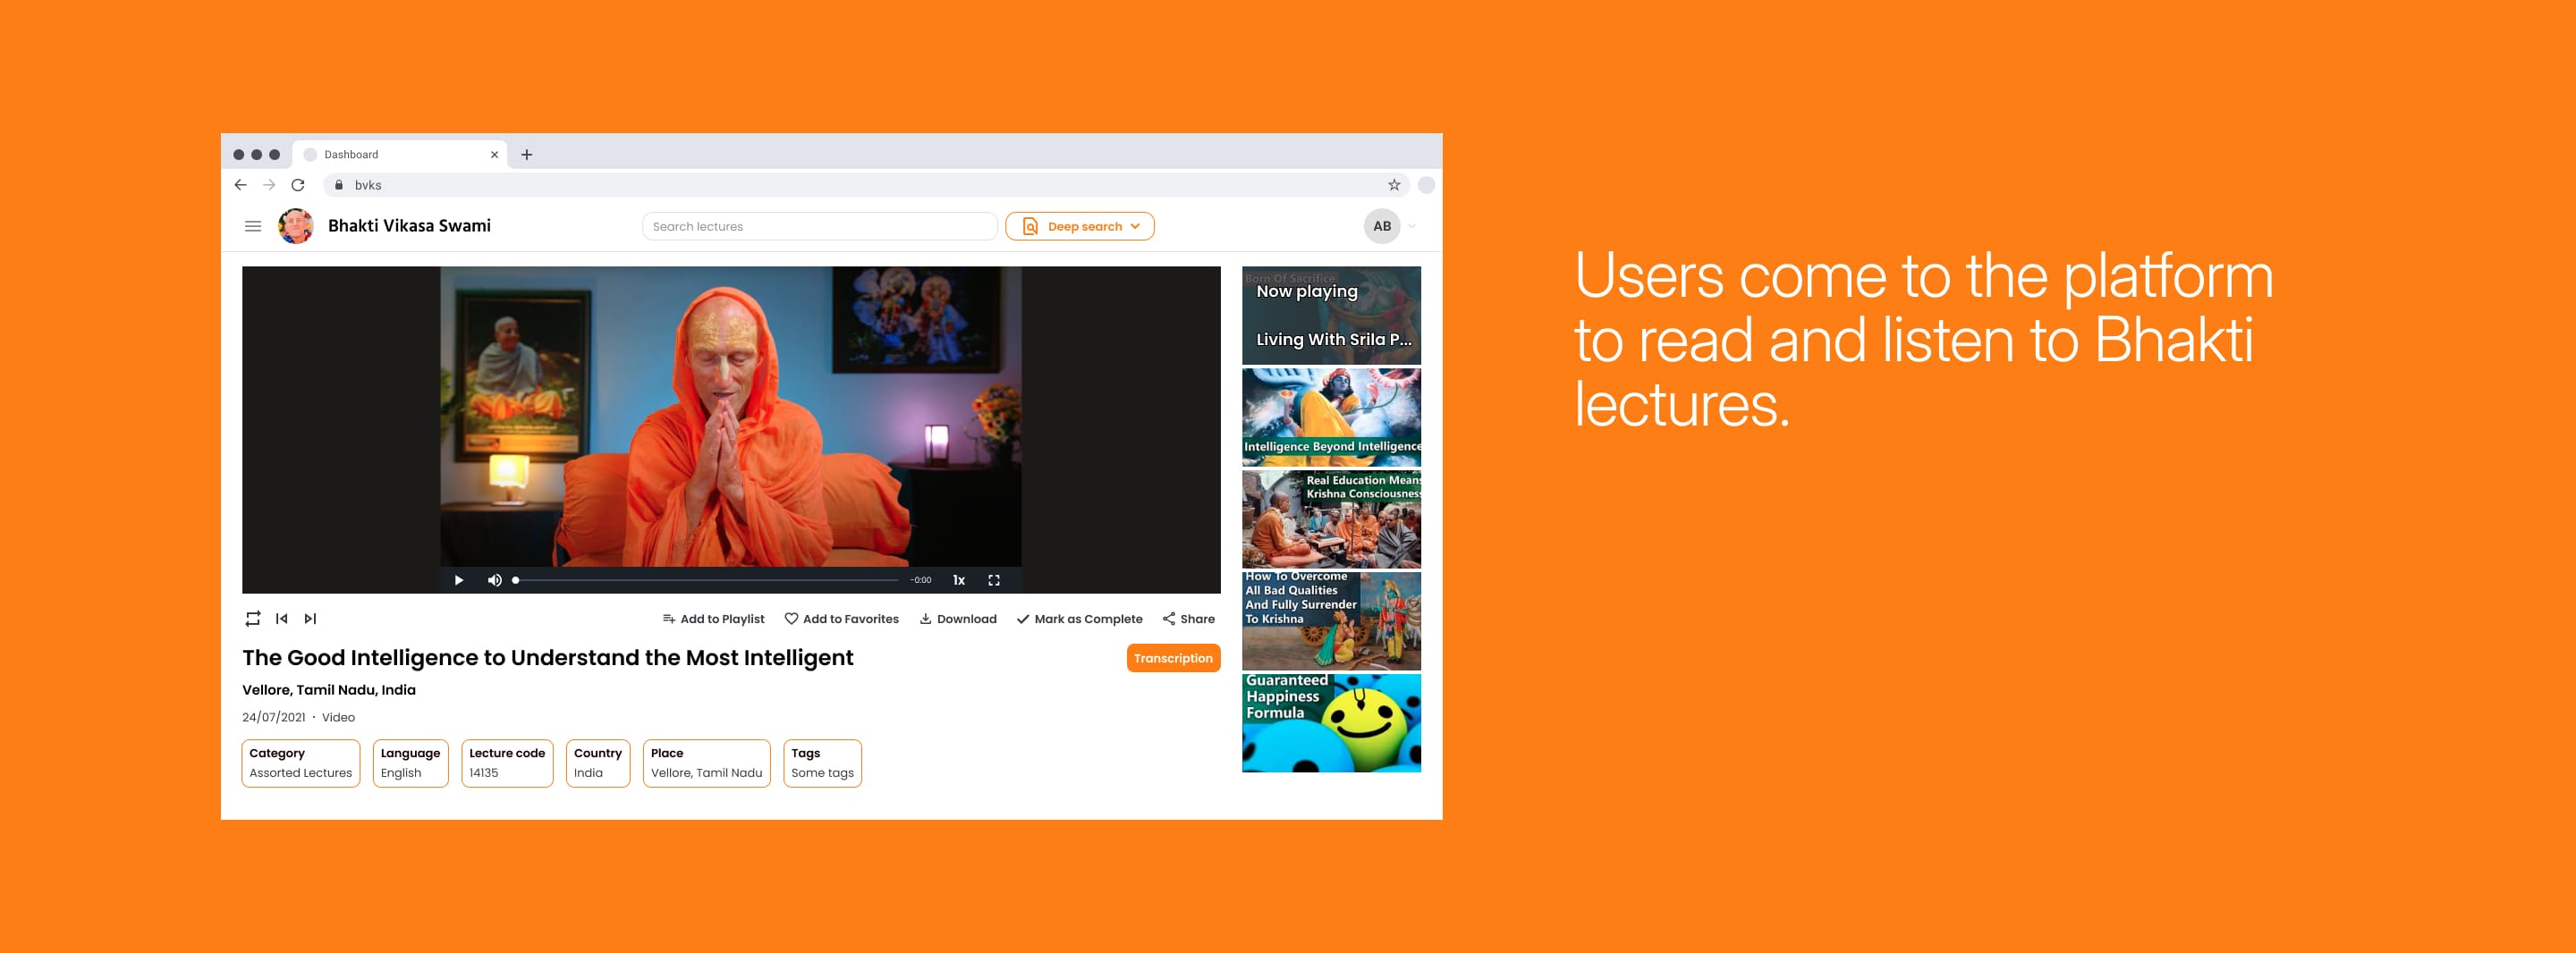 Dashboard
bvks
Bhakti Vikasa Swami
Search lectures
Deep search
AB
Born Of Sacrifice
Now playing
Living With Srila P...
Intelligence Beyond Intelligence
Real Education Means
Krishna Consciousness
How To Overcome
All Bad Qualities
And Fully Surrender
To Krishna
Guaranteed
Happiness
Formula
-0:00
1x
Add to Playlist
Add to Favorites
Download
Mark as Complete
Share
The Good Intelligence to Understand the Most Intelligent
Transcription
Vellore, Tamil Nadu, India
24/07/2021 · Video
Category
Assorted Lectures
Language
English
Lecture code
14135
Country
India
Place
Vellore, Tamil Nadu
Tags
Some tags
Users come to the platform
to read and listen to Bhakti
lectures.